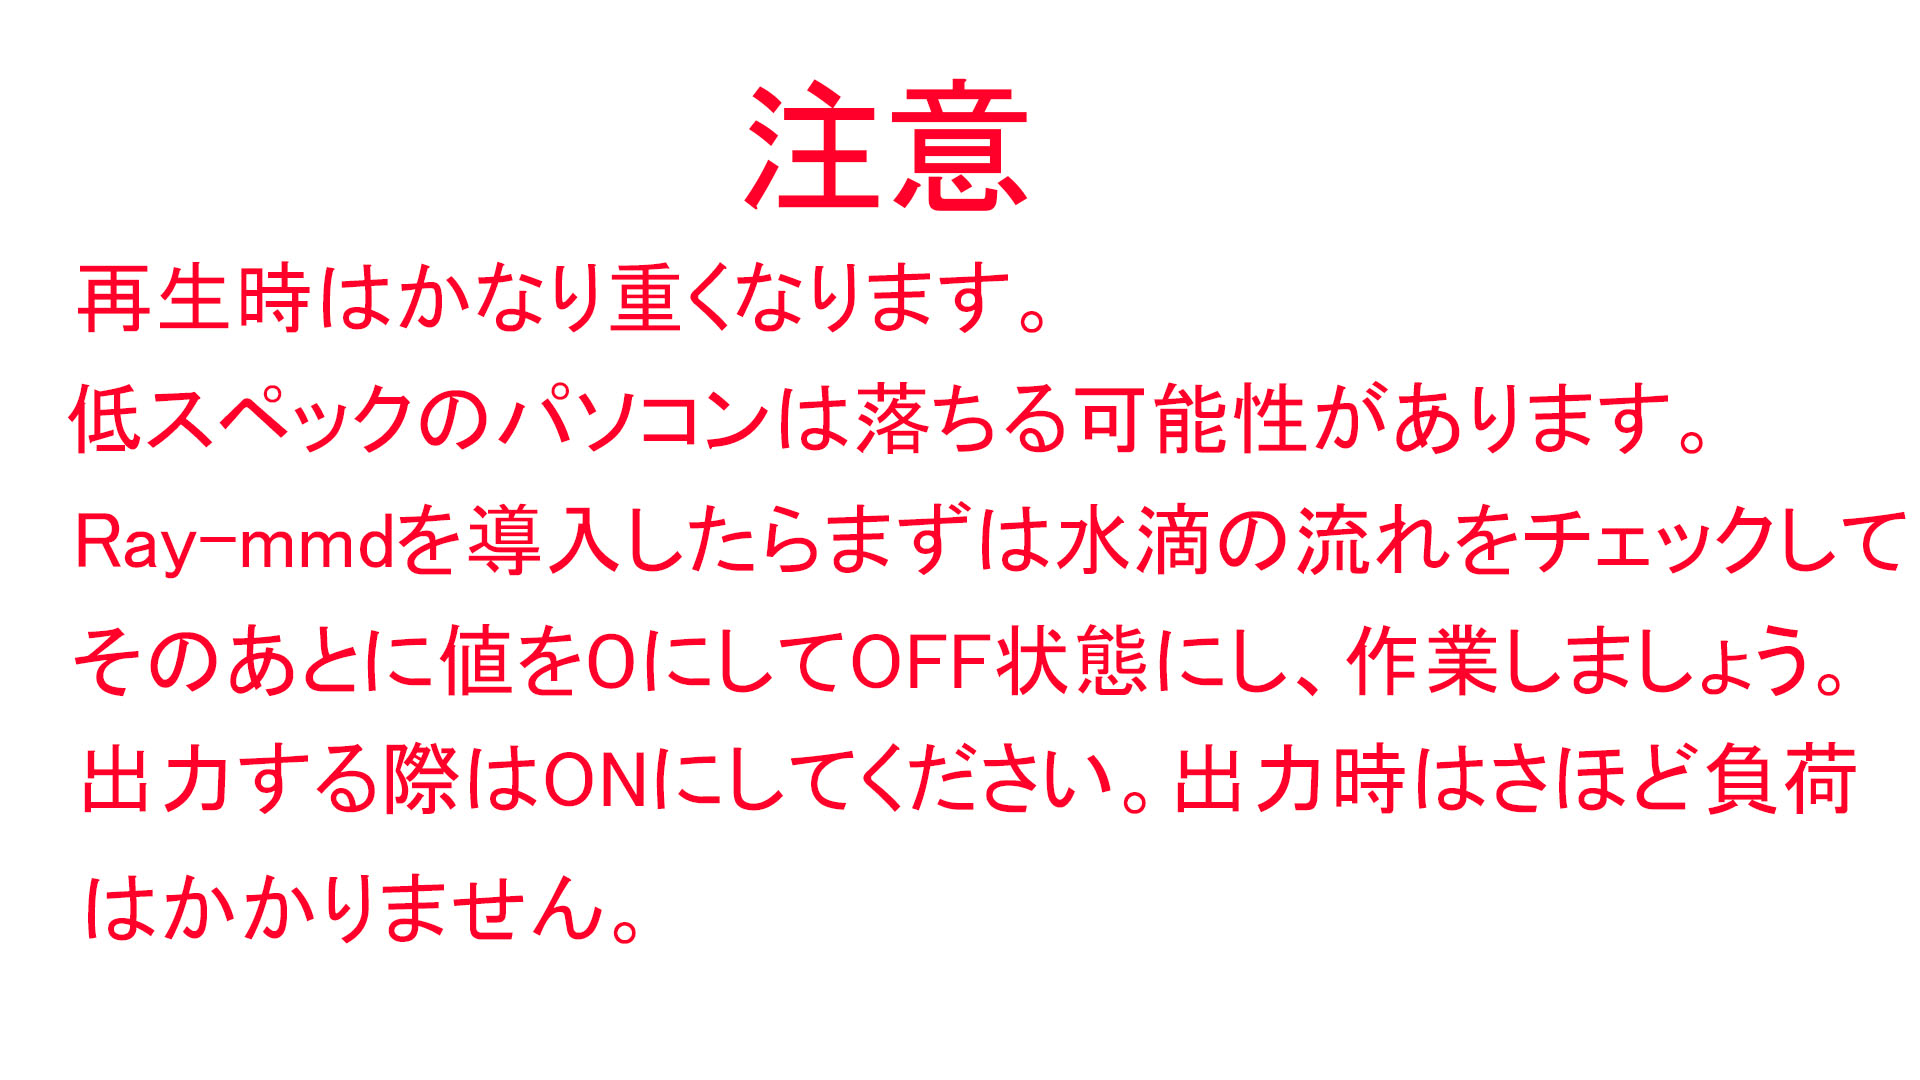 注意
再生時はかなり重くなります。
低スペックのパソコンは落ちる可能性があります。
Ray-mmdを導入したらまずは水滴の流れをチェックして
そのあとに値を0にしてOFF状態にし、作業しましょう。
出力する際はONにしてください。出力時はさほど負荷
はかかりません。